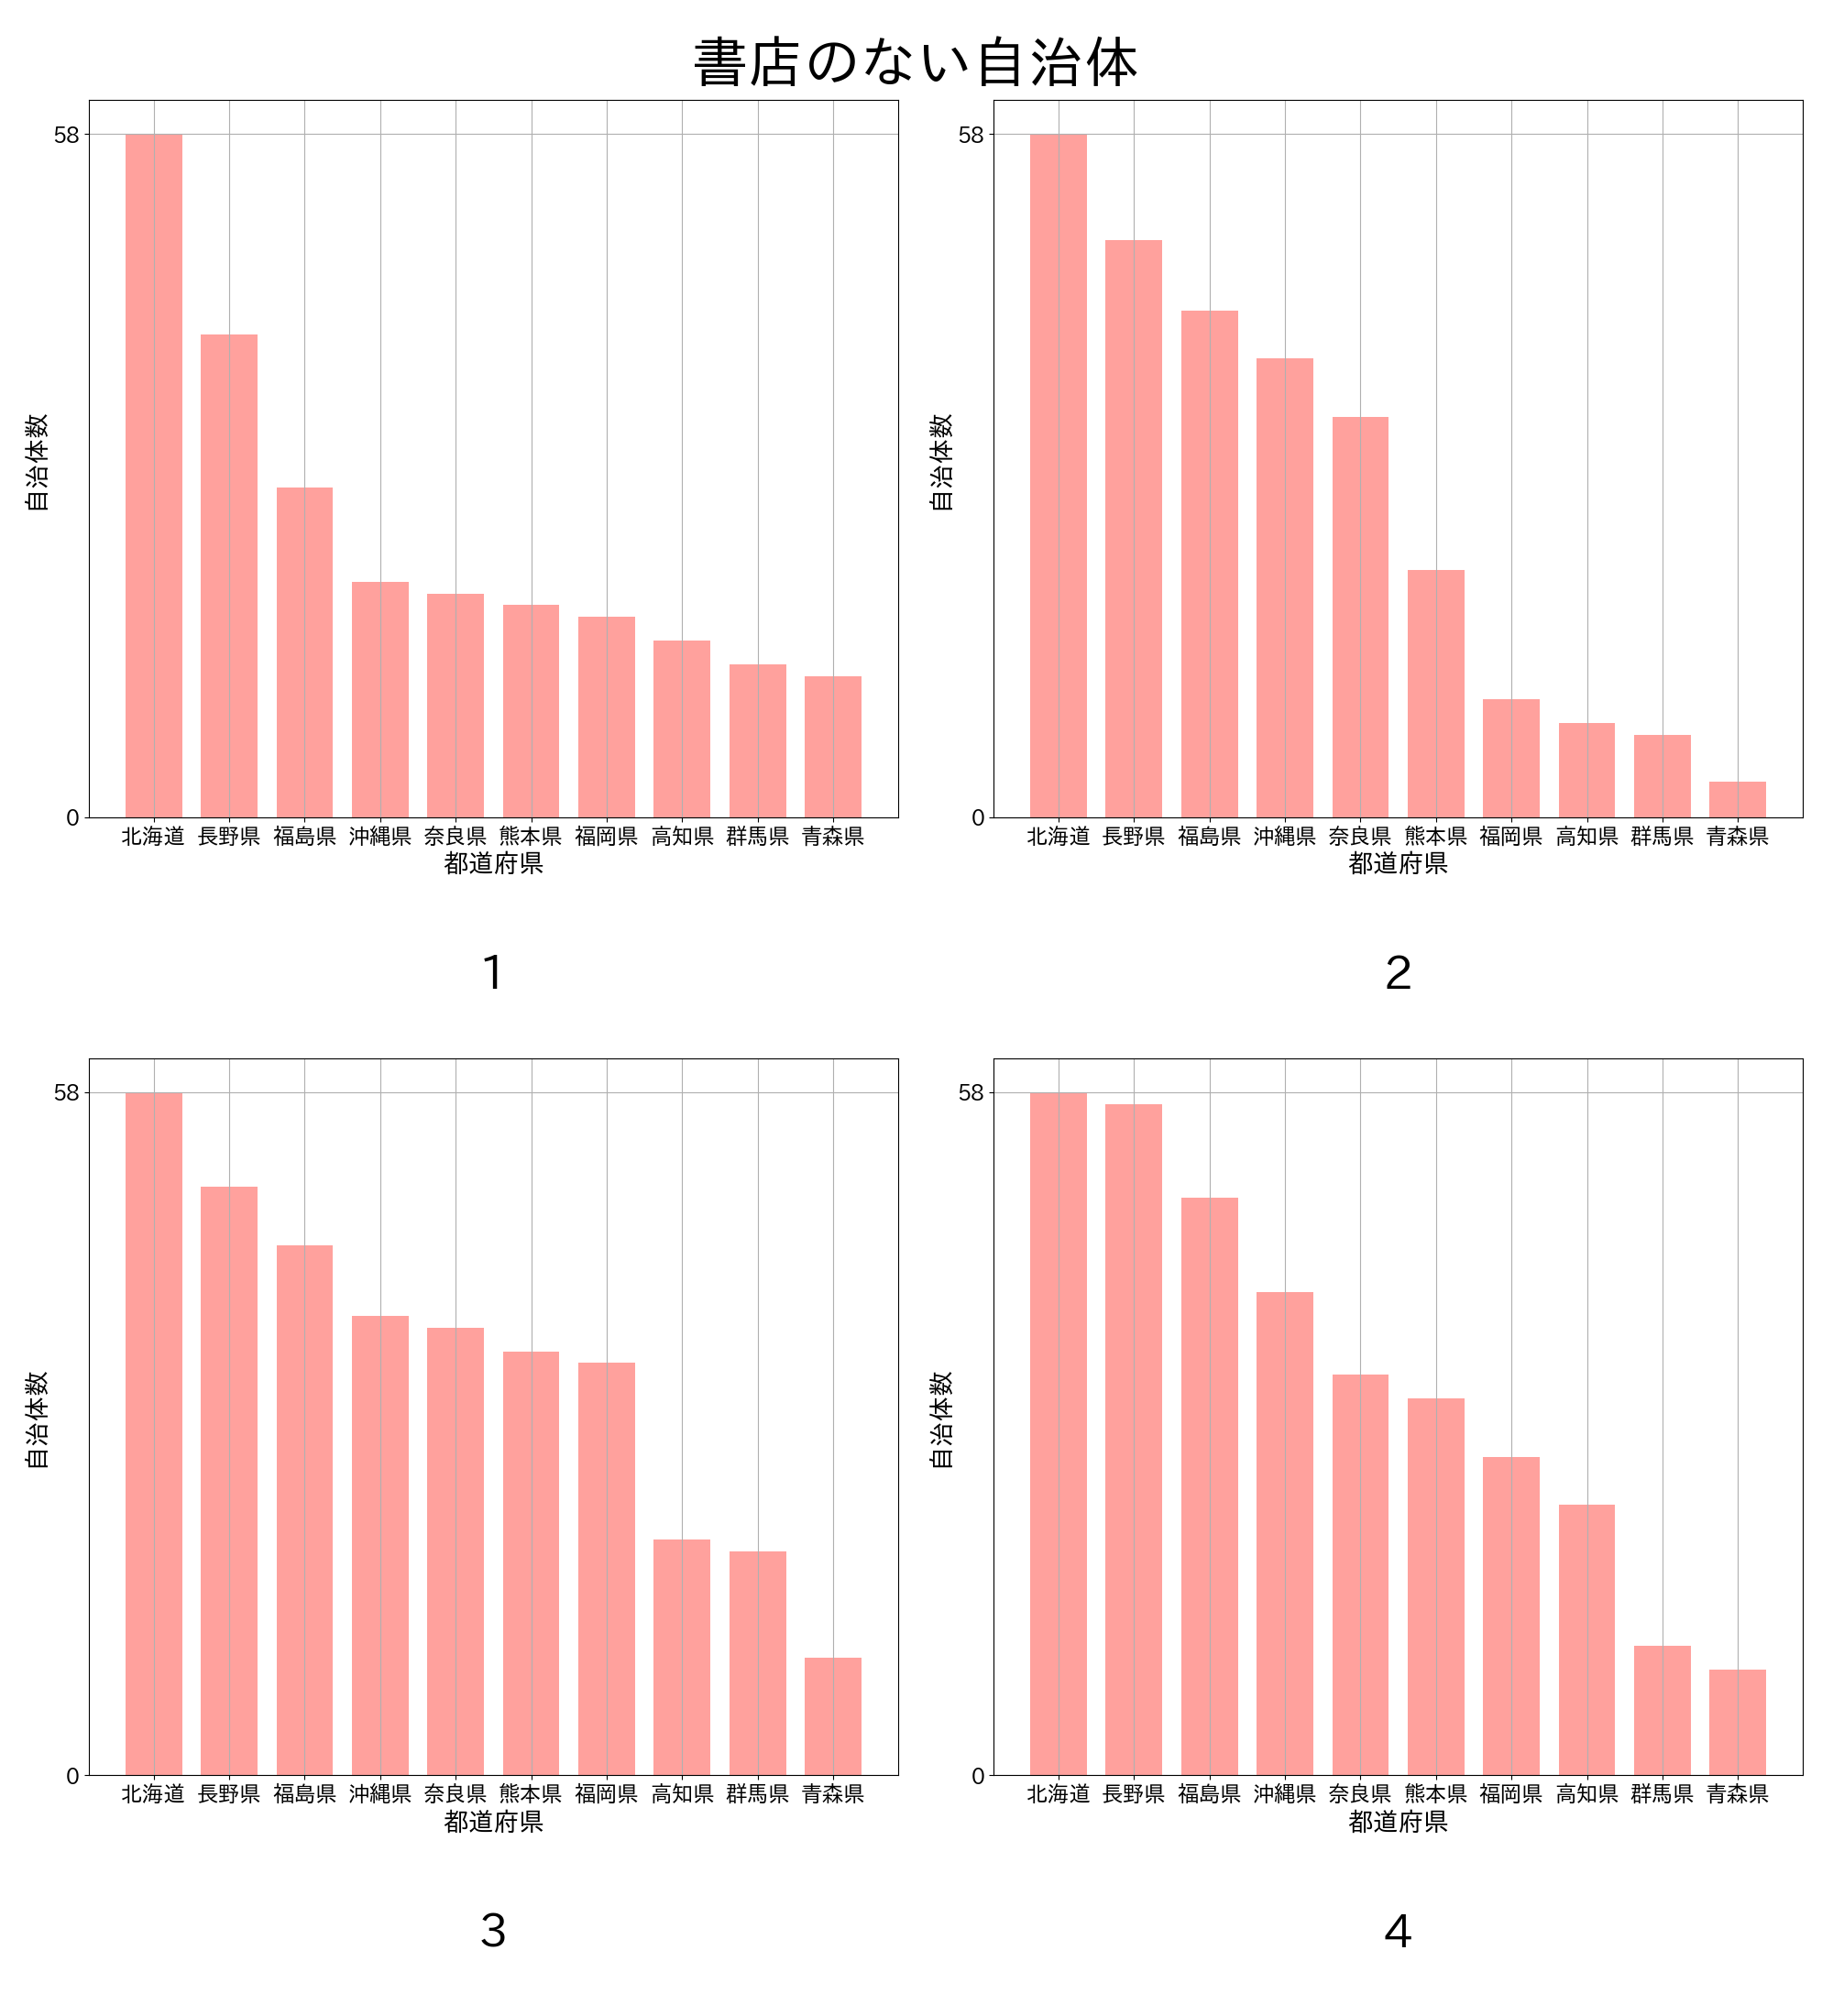 書店のない自治体
58
0
自治体数
北海道 長野県 福島県 沖縄県 奈良県 熊本県 福岡県 高知県 群馬県 青森県
都道府県
1
58
0
自治体数
北海道 長野県 福島県 沖縄県 奈良県 熊本県 福岡県 高知県 群馬県 青森県
都道府県
2
58
0
自治体数
北海道 長野県 福島県 沖縄県 奈良県 熊本県 福岡県 高知県 群馬県 青森県
都道府県
3
58
0
自治体数
北海道 長野県 福島県 沖縄県 奈良県 熊本県 福岡県 高知県 群馬県 青森県
都道府県
4